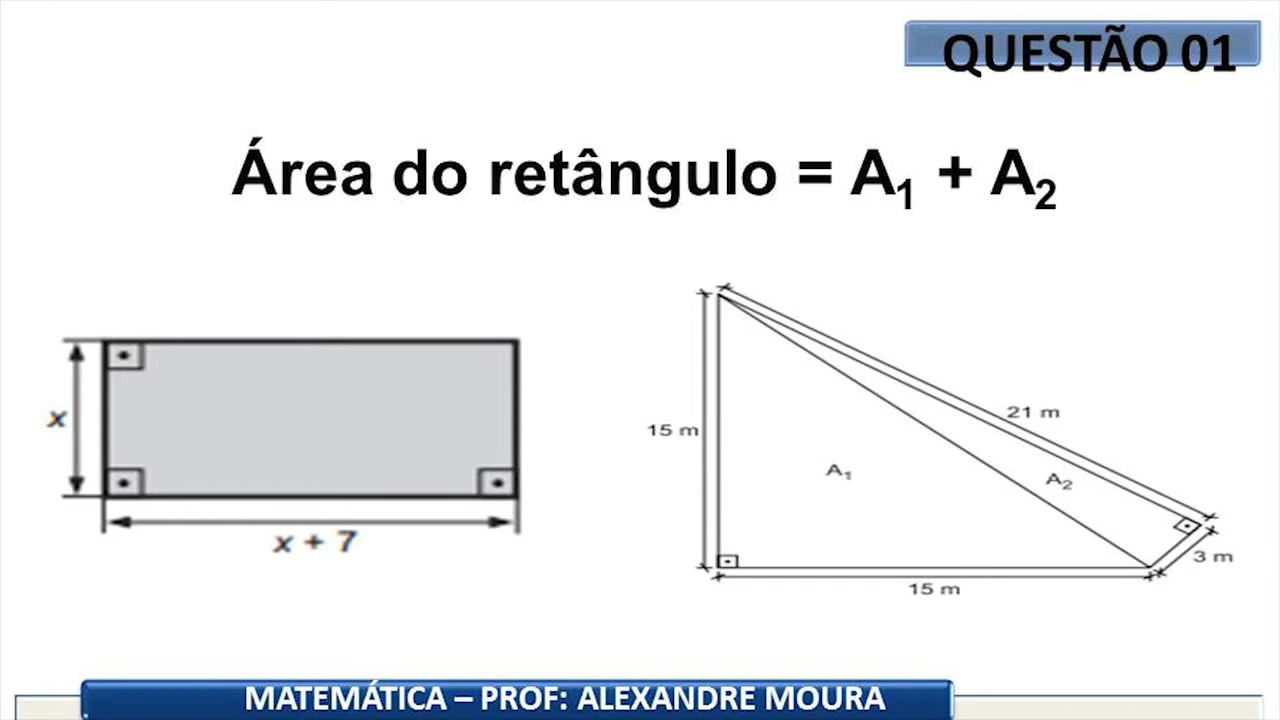 QUESTÃO 01
Área do retângulo = A₁ + A₂
x
x + 7
15 m
21 m
A₁
A₂
3 m
15 m
MATEMÁTICA – PROF: ALEXANDRE MOURA